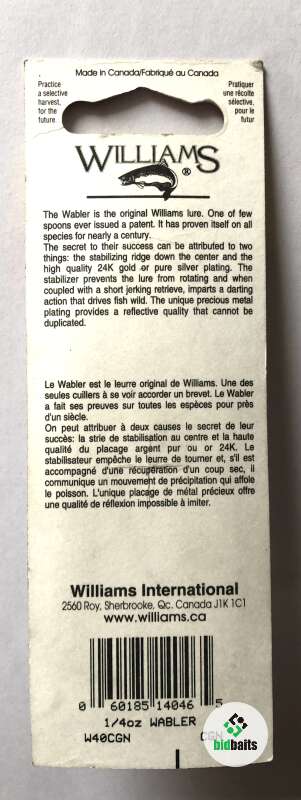 Made in Canada/Fabriqué au Canada
Practice
a selective
harvest,
for the
future
Pratiquer
une récolte
sélective,
pour le
futur
WILLIAMS
®
The Wabler is the original Williams lure. One of few
spoons ever issued a patent. It has proven itself on all
species for nearly a century.
The secret to their success can be attributed to two
things: the stabilizing ridge down the center and the
high quality 24K gold or pure silver plating. The
stabilizer prevents the lure from rotating and when
coupled with a short jerking retrieve, imparts a darting
action that drives fish wild. The unique precious metal
plating provides a reflective quality that cannot be
duplicated.
Le Wabler est le leurre original de Williams. Une des
seules cuillers à se voir accorder un brevet. Le Wabler
a fait ses preuves sur toutes les espèces pour près
d'un siècle.
On peut attribuer à deux causes le secret de leur
succès: la strie de stabilisation au centre et la haute
qualité du placage argent pur ou or 24K. Le
stabilisateur empêche le leurre de tourner et, s'il est
accompagné d'une récupération d'un coup sec, il
communique un mouvement de précipitation qui affole
le poisson. L'unique placage de métal précieux offre
une qualité de réflexion impossible à imiter.
Williams International
2560 Roy, Sherbrooke, Qc. Canada J1K 1C1
www.williams.ca
0 60185 14046 5
1/4oz WABLER
W40CGN CGN
bidbaits